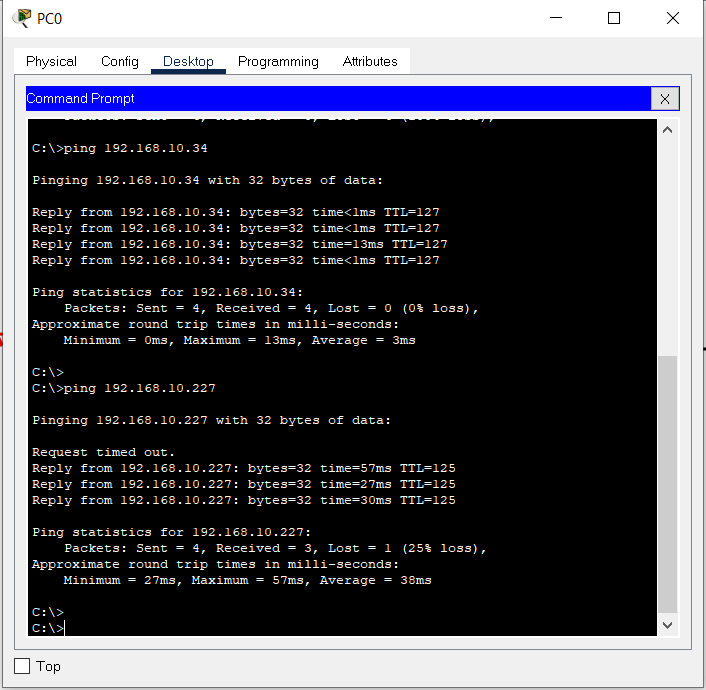 PC0
Physical Config Desktop Programming Attributes
Command Prompt
X
C:\>ping 192.168.10.34
Pinging 192.168.10.34 with 32 bytes of data:
Reply from 192.168.10.34: bytes=32 time<1ms TTL=127
Reply from 192.168.10.34: bytes=32 time<1ms TTL=127
Reply from 192.168.10.34: bytes=32 time=13ms TTL=127
Reply from 192.168.10.34: bytes=32 time<1ms TTL=127
Ping statistics for 192.168.10.34:
Packets: Sent = 4, Received = 4, Lost = 0 (0% loss),
Approximate round trip times in milli-seconds:
Minimum = 0ms, Maximum = 13ms, Average = 3ms
C:\>
C:\>ping 192.168.10.227
Pinging 192.168.10.227 with 32 bytes of data:
Request timed out.
Reply from 192.168.10.227: bytes=32 time=57ms TTL=125
Reply from 192.168.10.227: bytes=32 time=27ms TTL=125
Reply from 192.168.10.227: bytes=32 time=30ms TTL=125
Ping statistics for 192.168.10.227:
Packets: Sent = 4, Received = 3, Lost = 1 (25% loss),
Approximate round trip times in milli-seconds:
Minimum = 27ms, Maximum = 57ms, Average = 38ms
C:\>
C:\>
Top